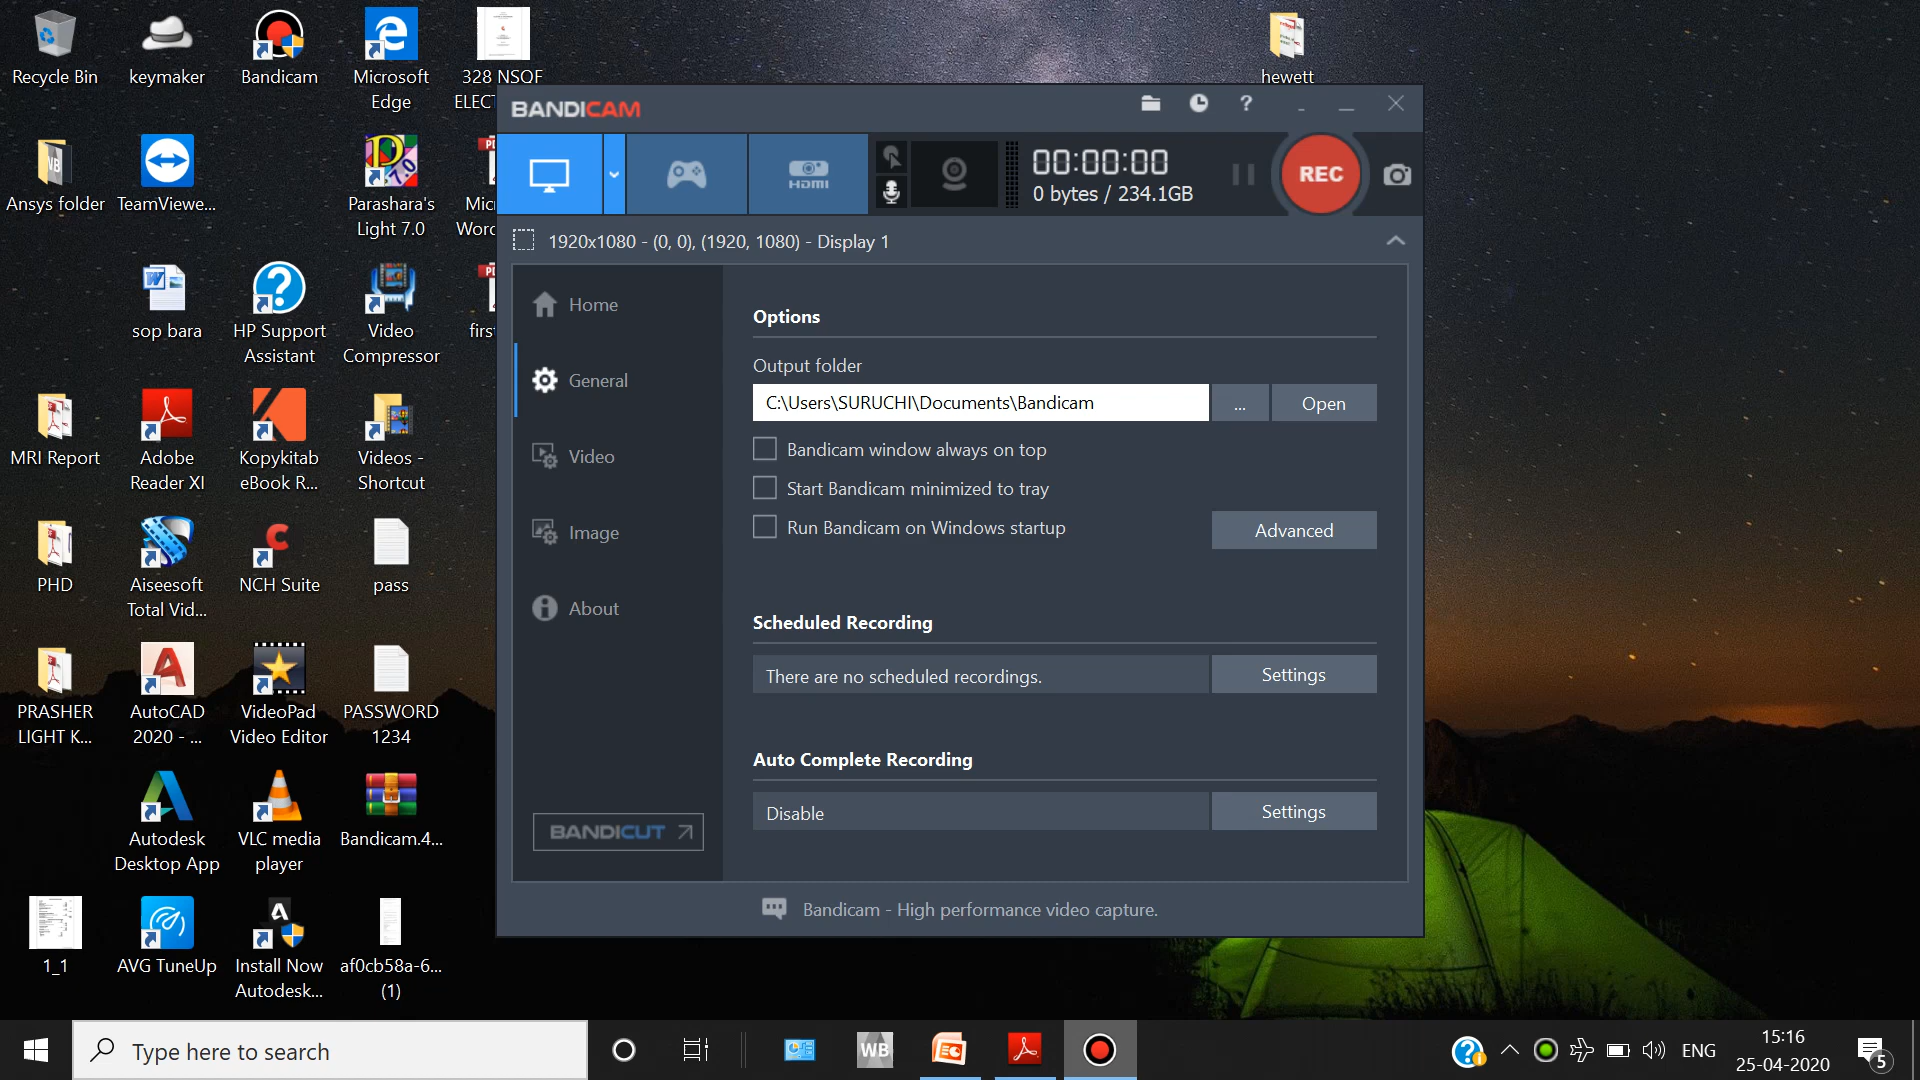 Recycle Bin
keymaker
Bandicam
Microsoft
Edge
328 NSQF
ELECT
hewett
Ansys folder
TeamViewe...
Parashara's
Light 7.0
sop bara
HP Support
Assistant
Video
Compressor
MRI Report
Adobe
Reader XI
Kopykitab
eBook R...
Videos -
Shortcut
PHD
Aiseesoft
Total Vid...
NCH Suite
pass
PRASHER
LIGHT K...
AutoCAD
2020 - ...
VideoPad
Video Editor
PASSWORD
1234
Autodesk
Desktop App
VLC media
player
Bandicam.4...
1_1
AVG TuneUp
Install Now
Autodesk...
af0cb58a-6...
(1)
BANDICAM
?
HDMI
00:00:00
0 bytes / 234.1GB
REC
1920x1080 - (0, 0), (1920, 1080) - Display 1
Home
General
Video
Image
About
BANDICUT
Options
Output folder
C:\Users\SURUCHI\Documents\Bandicam
...
Open
Bandicam window always on top
Start Bandicam minimized to tray
Run Bandicam on Windows startup
Advanced
Scheduled Recording
There are no scheduled recordings.
Settings
Auto Complete Recording
Disable
Settings
Bandicam - High performance video capture.
Type here to search
WB
ENG
15:16
25-04-2020
5